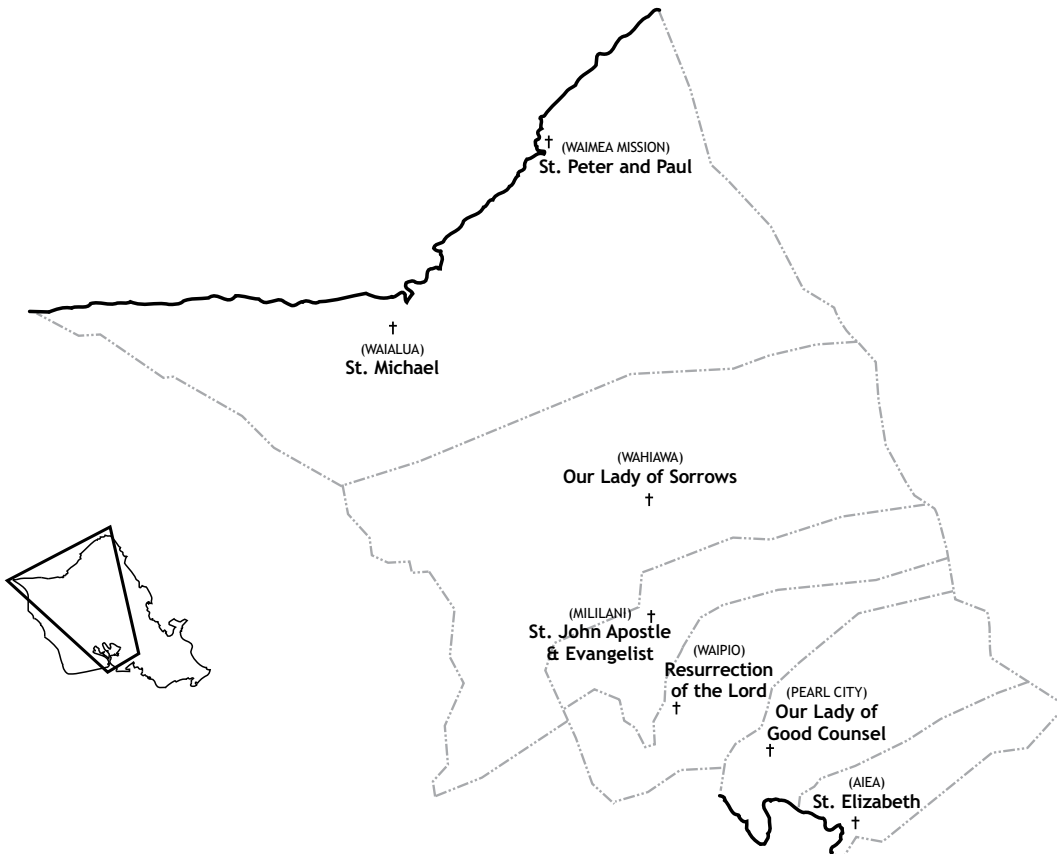 (WAIMEA MISSION)
St. Peter and Paul
(WAIALUA)
St. Michael
(WAHIAWA)
Our Lady of Sorrows
(MILILANI)
St. John Apostle
& Evangelist
(WAIPIO)
Resurrection
of the Lord
(PEARL CITY)
Our Lady of
Good Counsel
(AIEA)
St. Elizabeth